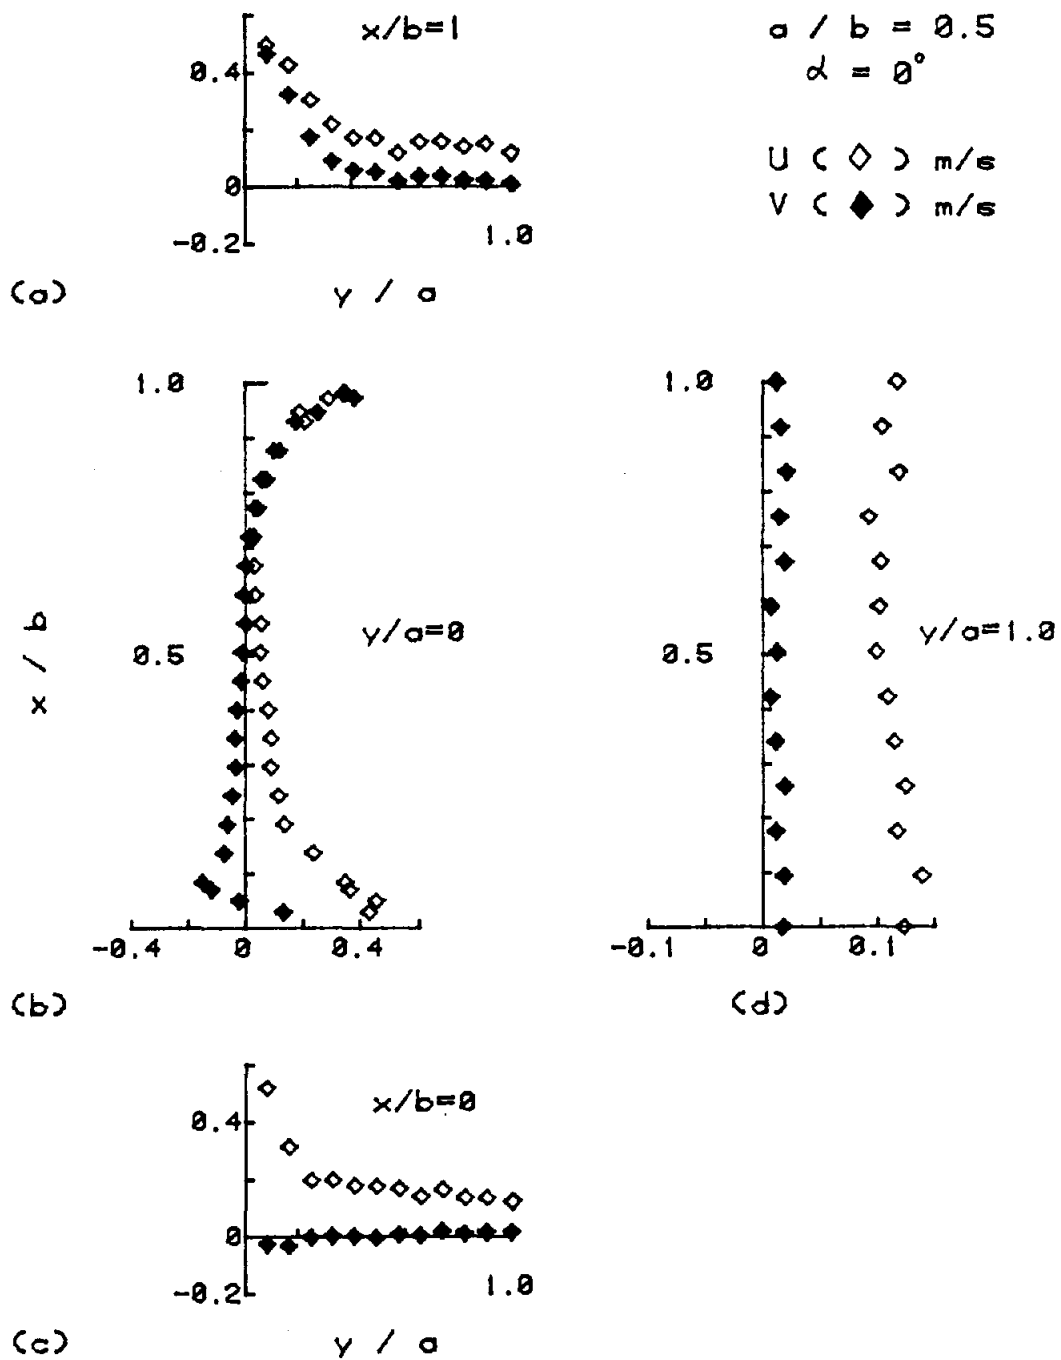 x/b=1
a / b = 0.5
α = 0°
U ( ◇ ) m/s
V ( ◆ ) m/s
0.4
0
-0.2
1.0
(a)
y / a
1.0
0.5
x / b
y/a=0
-0.4
0
0.4
(b)
1.0
0.5
y/a=1.0
-0.1
0
0.1
(d)
x/b=0
0.4
0
-0.2
1.0
(c)
y / a